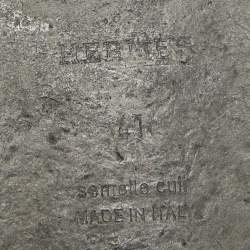 HERMES
41
semelle cuir
MADE IN ITALY